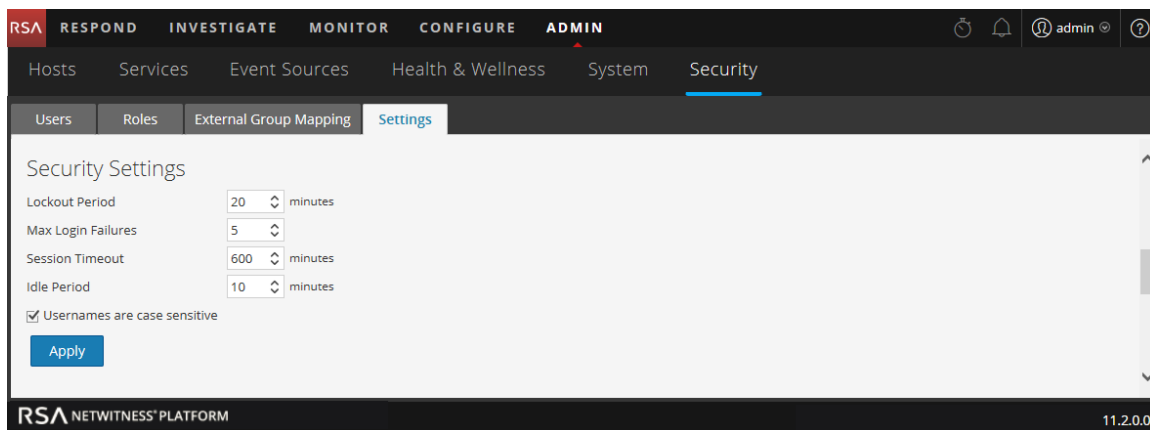 RSA RESPOND INVESTIGATE MONITOR CONFIGURE ADMIN admin ?
Hosts Services Event Sources Health & Wellness System Security
Users Roles External Group Mapping Settings
Security Settings
Lockout Period 20 minutes
Max Login Failures 5
Session Timeout 600 minutes
Idle Period 10 minutes
Usernames are case sensitive
Apply
RSA NETWITNESS® PLATFORM 11.2.0.0